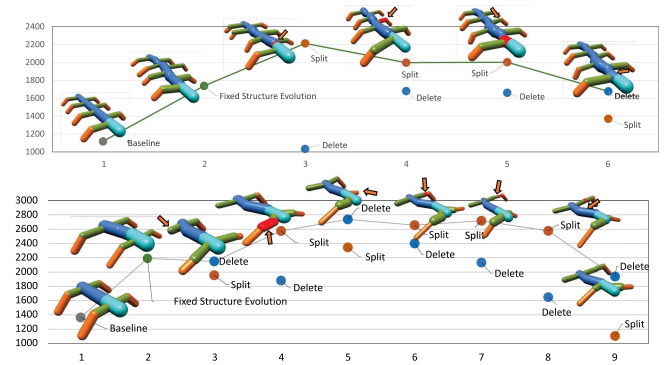 2400
2200
2000
1800
1600
1400
1200
1000
Baseline
Fixed Structure Evolution
Split
Delete
Split
Delete
Split
Delete
Delete
Split
1 2 3 4 5 6
3000
2800
2600
2400
2200
2000
1800
1600
1400
1200
1000
Baseline
Fixed Structure Evolution
Delete
Split
Split
Delete
Delete
Split
Split
Delete
Split
Delete
Split
Delete
Delete
Split
1 2 3 4 5 6 7 8 9